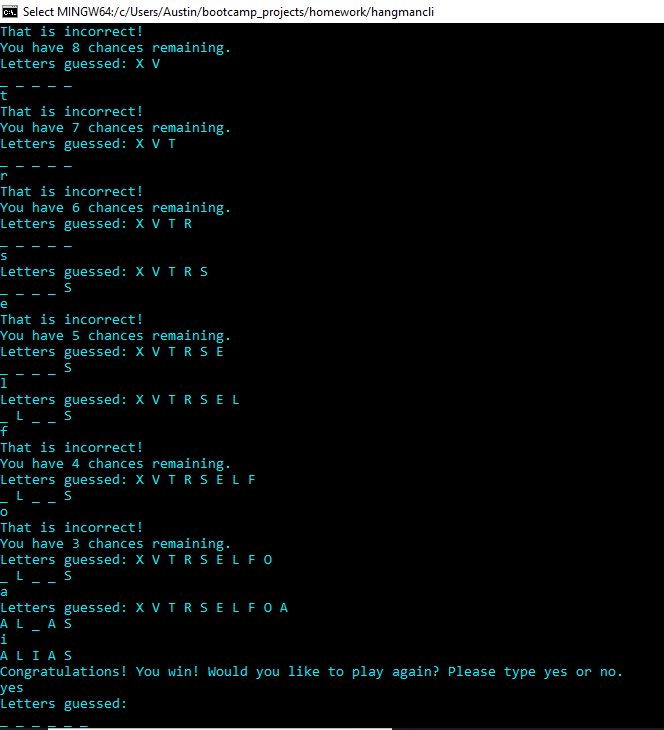 Select MINGW64:/c/Users/Austin/bootcamp_projects/homework/hangmancli
That is incorrect!
You have 8 chances remaining.
Letters guessed: X V
_ _ _ _ _
t
That is incorrect!
You have 7 chances remaining.
Letters guessed: X V T
_ _ _ _ _
r
That is incorrect!
You have 6 chances remaining.
Letters guessed: X V T R
_ _ _ _ _
s
Letters guessed: X V T R S
_ _ _ _ S
e
That is incorrect!
You have 5 chances remaining.
Letters guessed: X V T R S E
_ _ _ _ S
l
Letters guessed: X V T R S E L
_ L _ _ S
f
That is incorrect!
You have 4 chances remaining.
Letters guessed: X V T R S E L F
_ L _ _ S
o
That is incorrect!
You have 3 chances remaining.
Letters guessed: X V T R S E L F O
_ L _ _ S
a
Letters guessed: X V T R S E L F O A
A L _ A S
i
A L I A S
Congratulations! You win! Would you like to play again? Please type yes or no.
yes
Letters guessed:
_ _ _ _ _ _